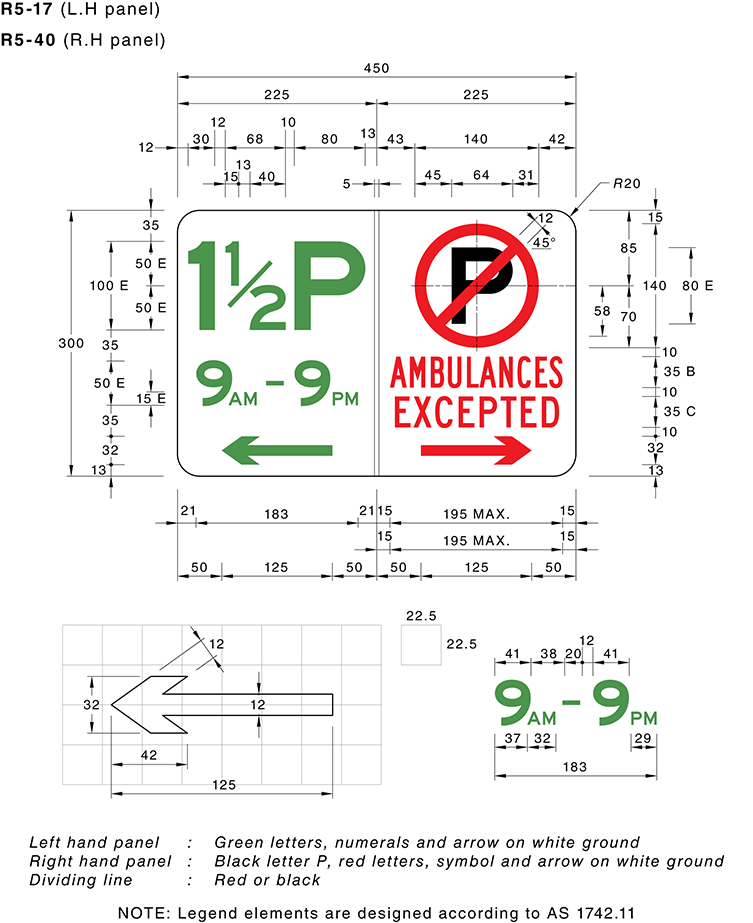 R5-17 (L.H panel)
R5-40 (R.H panel)
450
225 225
12 10 13
12 30 68 80 43 140 42
13
15 40 5 45 64 31
R20
12
45°
35 15
50 E 85
100 E 140 80 E
50 E 58 70
300
35 10
50 E 35 B
15 E 10
35 35 C
10
32 32
13 13
1½P
P
9AM - 9PM
AMBULANCES
EXCEPTED
21 183 21 15 195 MAX. 15
15 195 MAX. 15
50 125 50 50 125 50
22.5
22.5
12
32 12
42
125
12
41 38 20 41
9AM - 9PM
37 32 29
183
Left hand panel : Green letters, numerals and arrow on white ground
Right hand panel : Black letter P, red letters, symbol and arrow on white ground
Dividing line : Red or black
NOTE: Legend elements are designed according to AS 1742.11